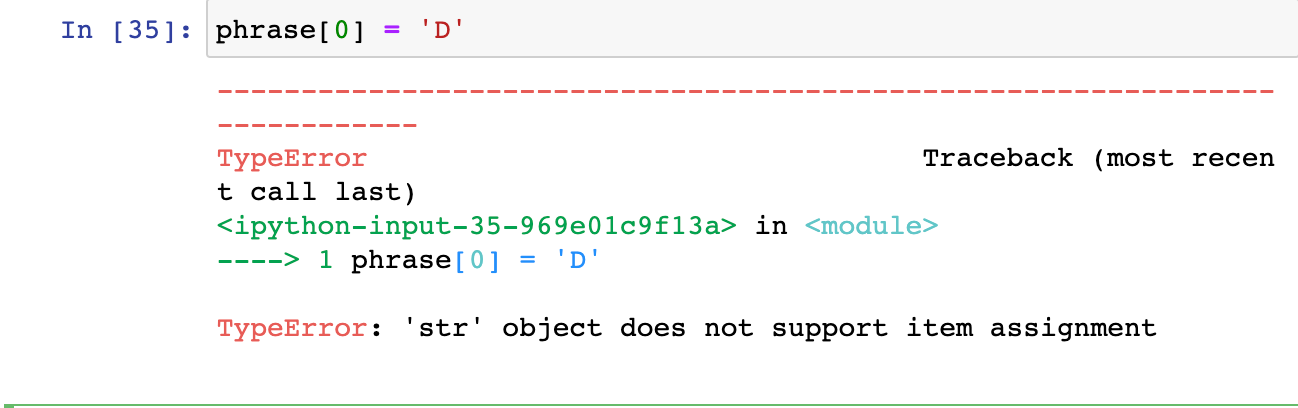 In [35]: phrase[0] = 'D'
---------------------------------------------------------------
------------
TypeError                                 Traceback (most recen
t call last)
<ipython-input-35-969e01c9f13a> in <module>
----> 1 phrase[0] = 'D'
TypeError: 'str' object does not support item assignment